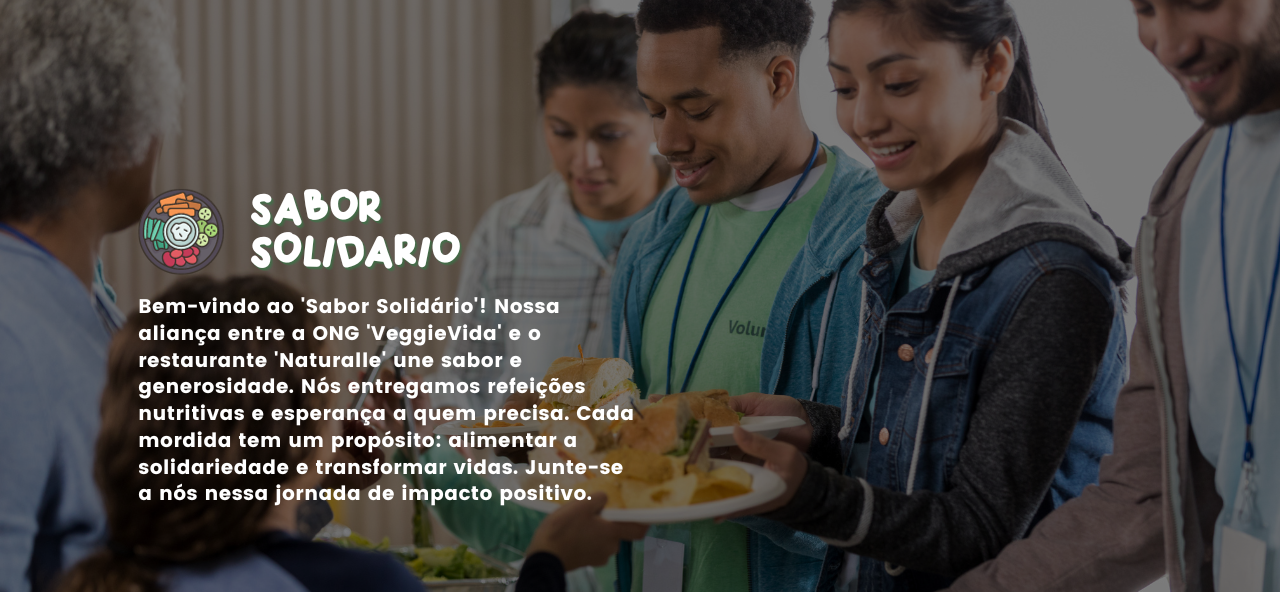 SABOR
SOLIDARIO
Bem-vindo ao 'Sabor Solidário'! Nossa
aliança entre a ONG 'VeggieVida' e o
restaurante 'Naturalle' une sabor e
generosidade. Nós entregamos refeições
nutritivas e esperança a quem precisa. Cada
mordida tem um propósito: alimentar a
solidariedade e transformar vidas. Junte-se
a nós nessa jornada de impacto positivo.
Volun